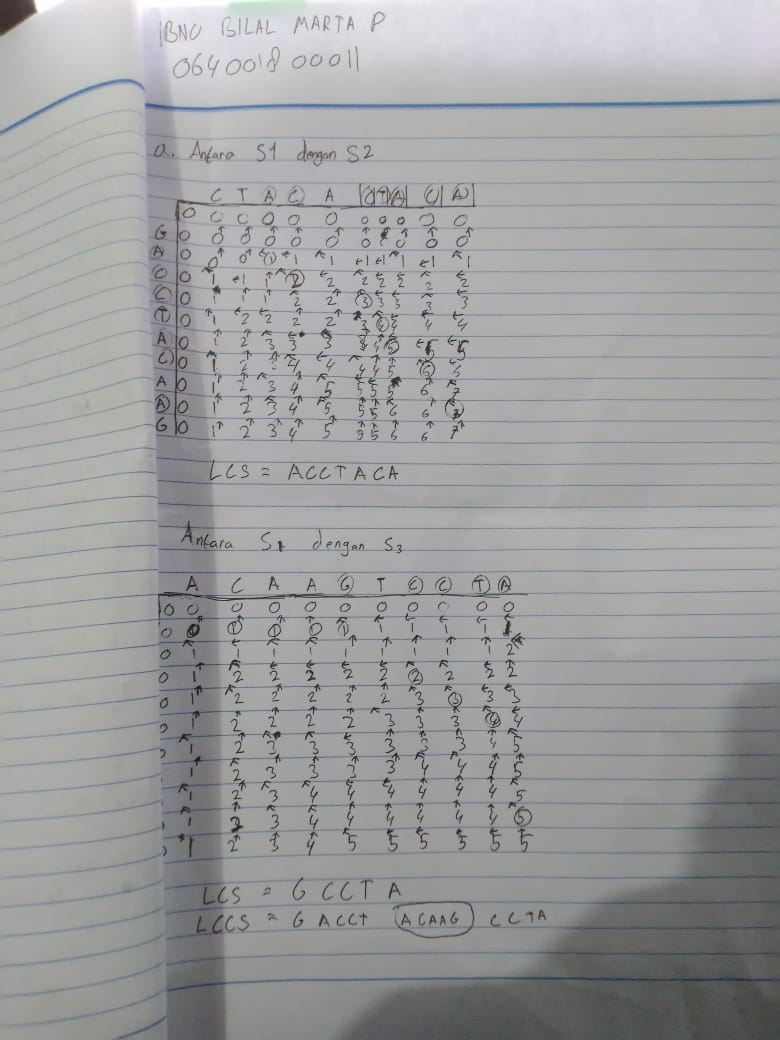 IBNU BILAL MARTA P
064001800011
a. Antara S1 dengan S2
C T A C A C T A C A
0 0 0 0 0 0 0 0 0 0 0
G 0 0 0 0 0 0 0 0 0 0
A 0 0 0 1 1 1 1 1 1 1 1
C 0 1 1 1 2 2 2 2 2 2 2
C 0 1 1 1 2 2 3 3 3 3 3
T 0 1 2 2 2 2 3 4 4 4 4
A 0 1 2 3 3 3 3 4 5 5 5
C 0 1 2 3 4 4 4 4 5 6 6
A 0 1 2 3 4 5 5 5 6 7
A 0 1 2 3 4 5 5 5 6 6 7
G 0 1 2 3 4 5 5 5 6 6 7
LCS = ACCTACA
Antara S1 dengan S3
A C A A G T C C T A
0 0 0 0 0 0 0 0 0 0 0
0 0 0 0 0 1 1 1 1 1 1
0 1 1 1 1 1 1 1 1 1 2
0 1 2 2 2 2 2 2 2 2 2
0 1 2 2 2 2 2 3 3 3 3
0 1 2 2 2 2 3 3 3 4 4
1 2 3 3 3 3 3 3 4 5
1 2 3 3 3 3 4 4 4 5
1 2 3 4 4 4 4 4 4 5
1 2 3 4 4 4 4 4 4 5
1 2 3 4 5 5 5 5 5 5
LCS = GCCTA
LCCS = GACCT ACAAG CCTA